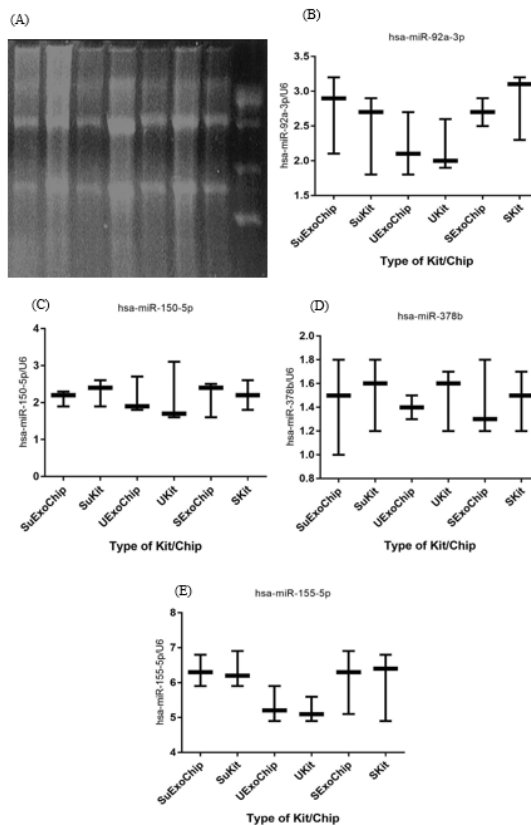 (A)
(B)
hsa-miR-92a-3p
hsa-miR-92a-3p/U6
3.5
3.0
2.5
2.0
1.5
SuExoChip
SuKit
UExoChip
UKit
SExoChip
SKit
Type of Kit/Chip
(C)
hsa-miR-150-5p
hsa-miR-150-5p/U6
4
3
2
1
0
SuExoChip
SuKit
UExoChip
UKit
SExoChip
SKit
Type of Kit/Chip
(D)
hsa-miR-378b
hsa-miR-378b/U6
2.0
1.8
1.6
1.4
1.2
1.0
0.8
SuExoChip
SuKit
UExoChip
UKit
SExoChip
SKit
Type of Kit/Chip
(E)
hsa-miR-155-5p
hsa-miR-155-5p/U6
8
7
6
5
4
SuExoChip
SuKit
UExoChip
UKit
SExoChip
SKit
Type of Kit/Chip